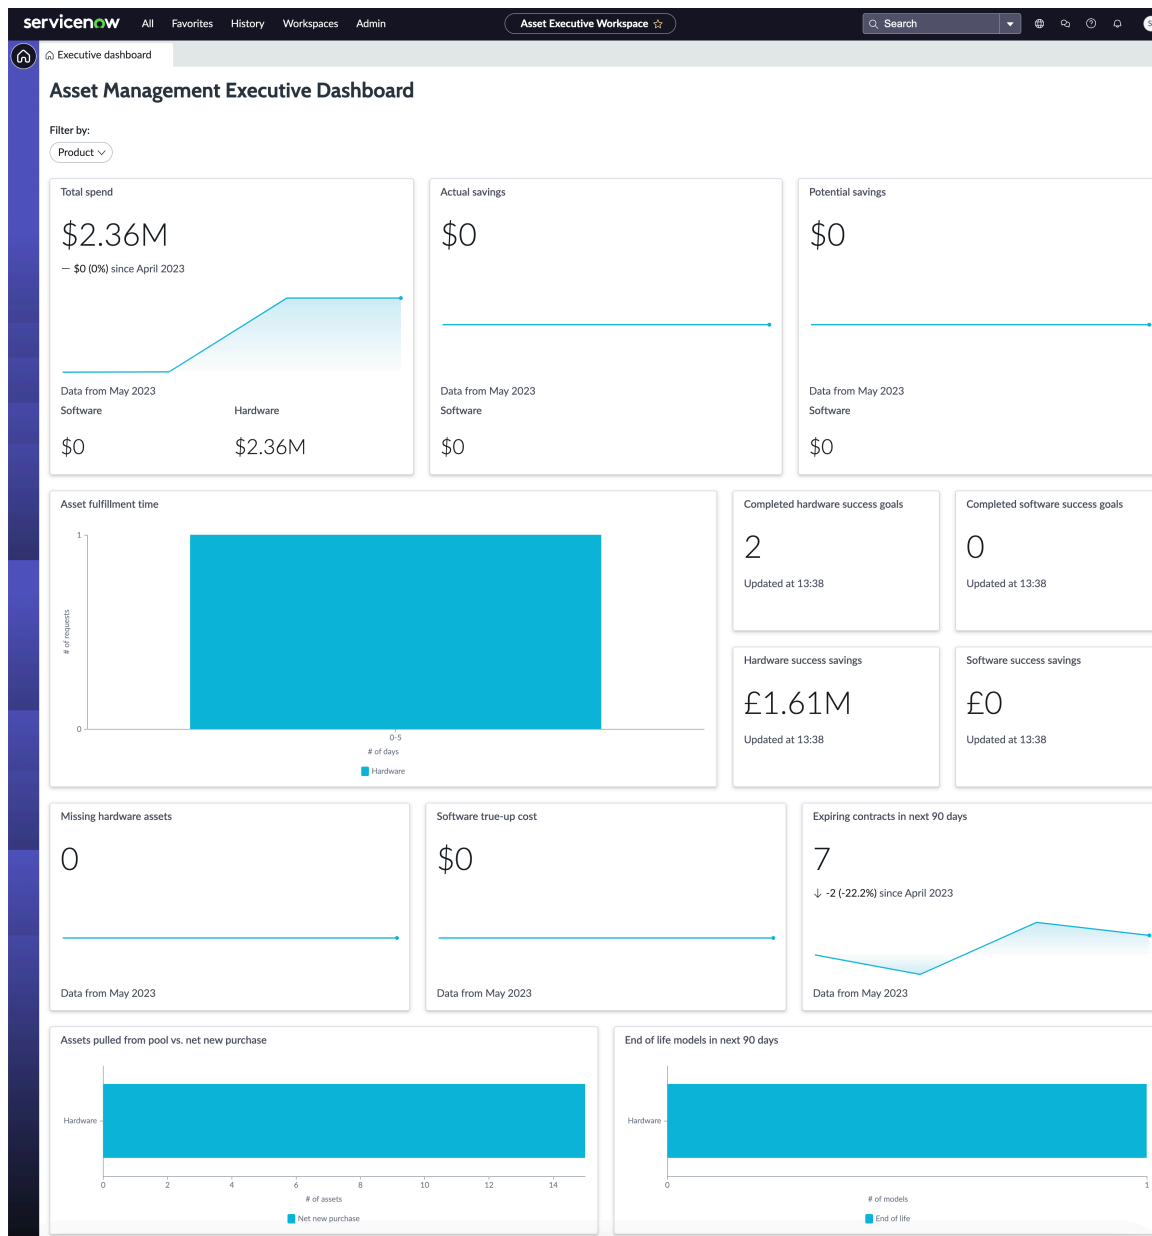 servicenow All Favorites History Workspaces Admin Asset Executive Workspace Search
Executive dashboard
Asset Management Executive Dashboard
Filter by:
Product
Total spend
$2.36M
— $0 (0%) since April 2023
Data from May 2023
Software Hardware
$0 $2.36M
Actual savings
$0
Data from May 2023
Software
$0
Potential savings
$0
Data from May 2023
Software
$0
Asset fulfillment time
1
# of requests
0
0-5
# of days
Hardware
Completed hardware success goals
2
Updated at 13:38
Completed software success goals
0
Updated at 13:38
Hardware success savings
£1.61M
Updated at 13:38
Software success savings
£0
Updated at 13:38
Missing hardware assets
0
Data from May 2023
Software true-up cost
$0
Data from May 2023
Expiring contracts in next 90 days
7
↓ -2 (-22.2%) since April 2023
Data from May 2023
Assets pulled from pool vs. net new purchase
Hardware
0 2 4 6 8 10 12 14
# of assets
Net new purchase
End of life models in next 90 days
Hardware
0 1
# of models
End of life